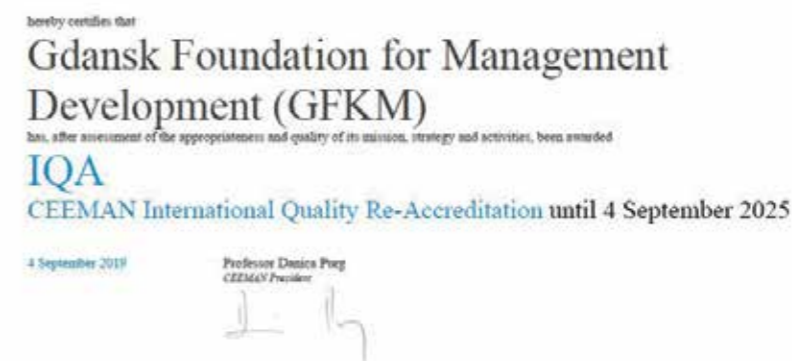 hereby certifies that
Gdansk Foundation for Management
Development (GFKM)
has, after assessment of the appropriateness and quality of its mission, strategy and activities, been awarded
IQA
CEEMAN International Quality Re-Accreditation until 4 September 2025
4 September 2019
Professor Danica Purg
CEEMAN President